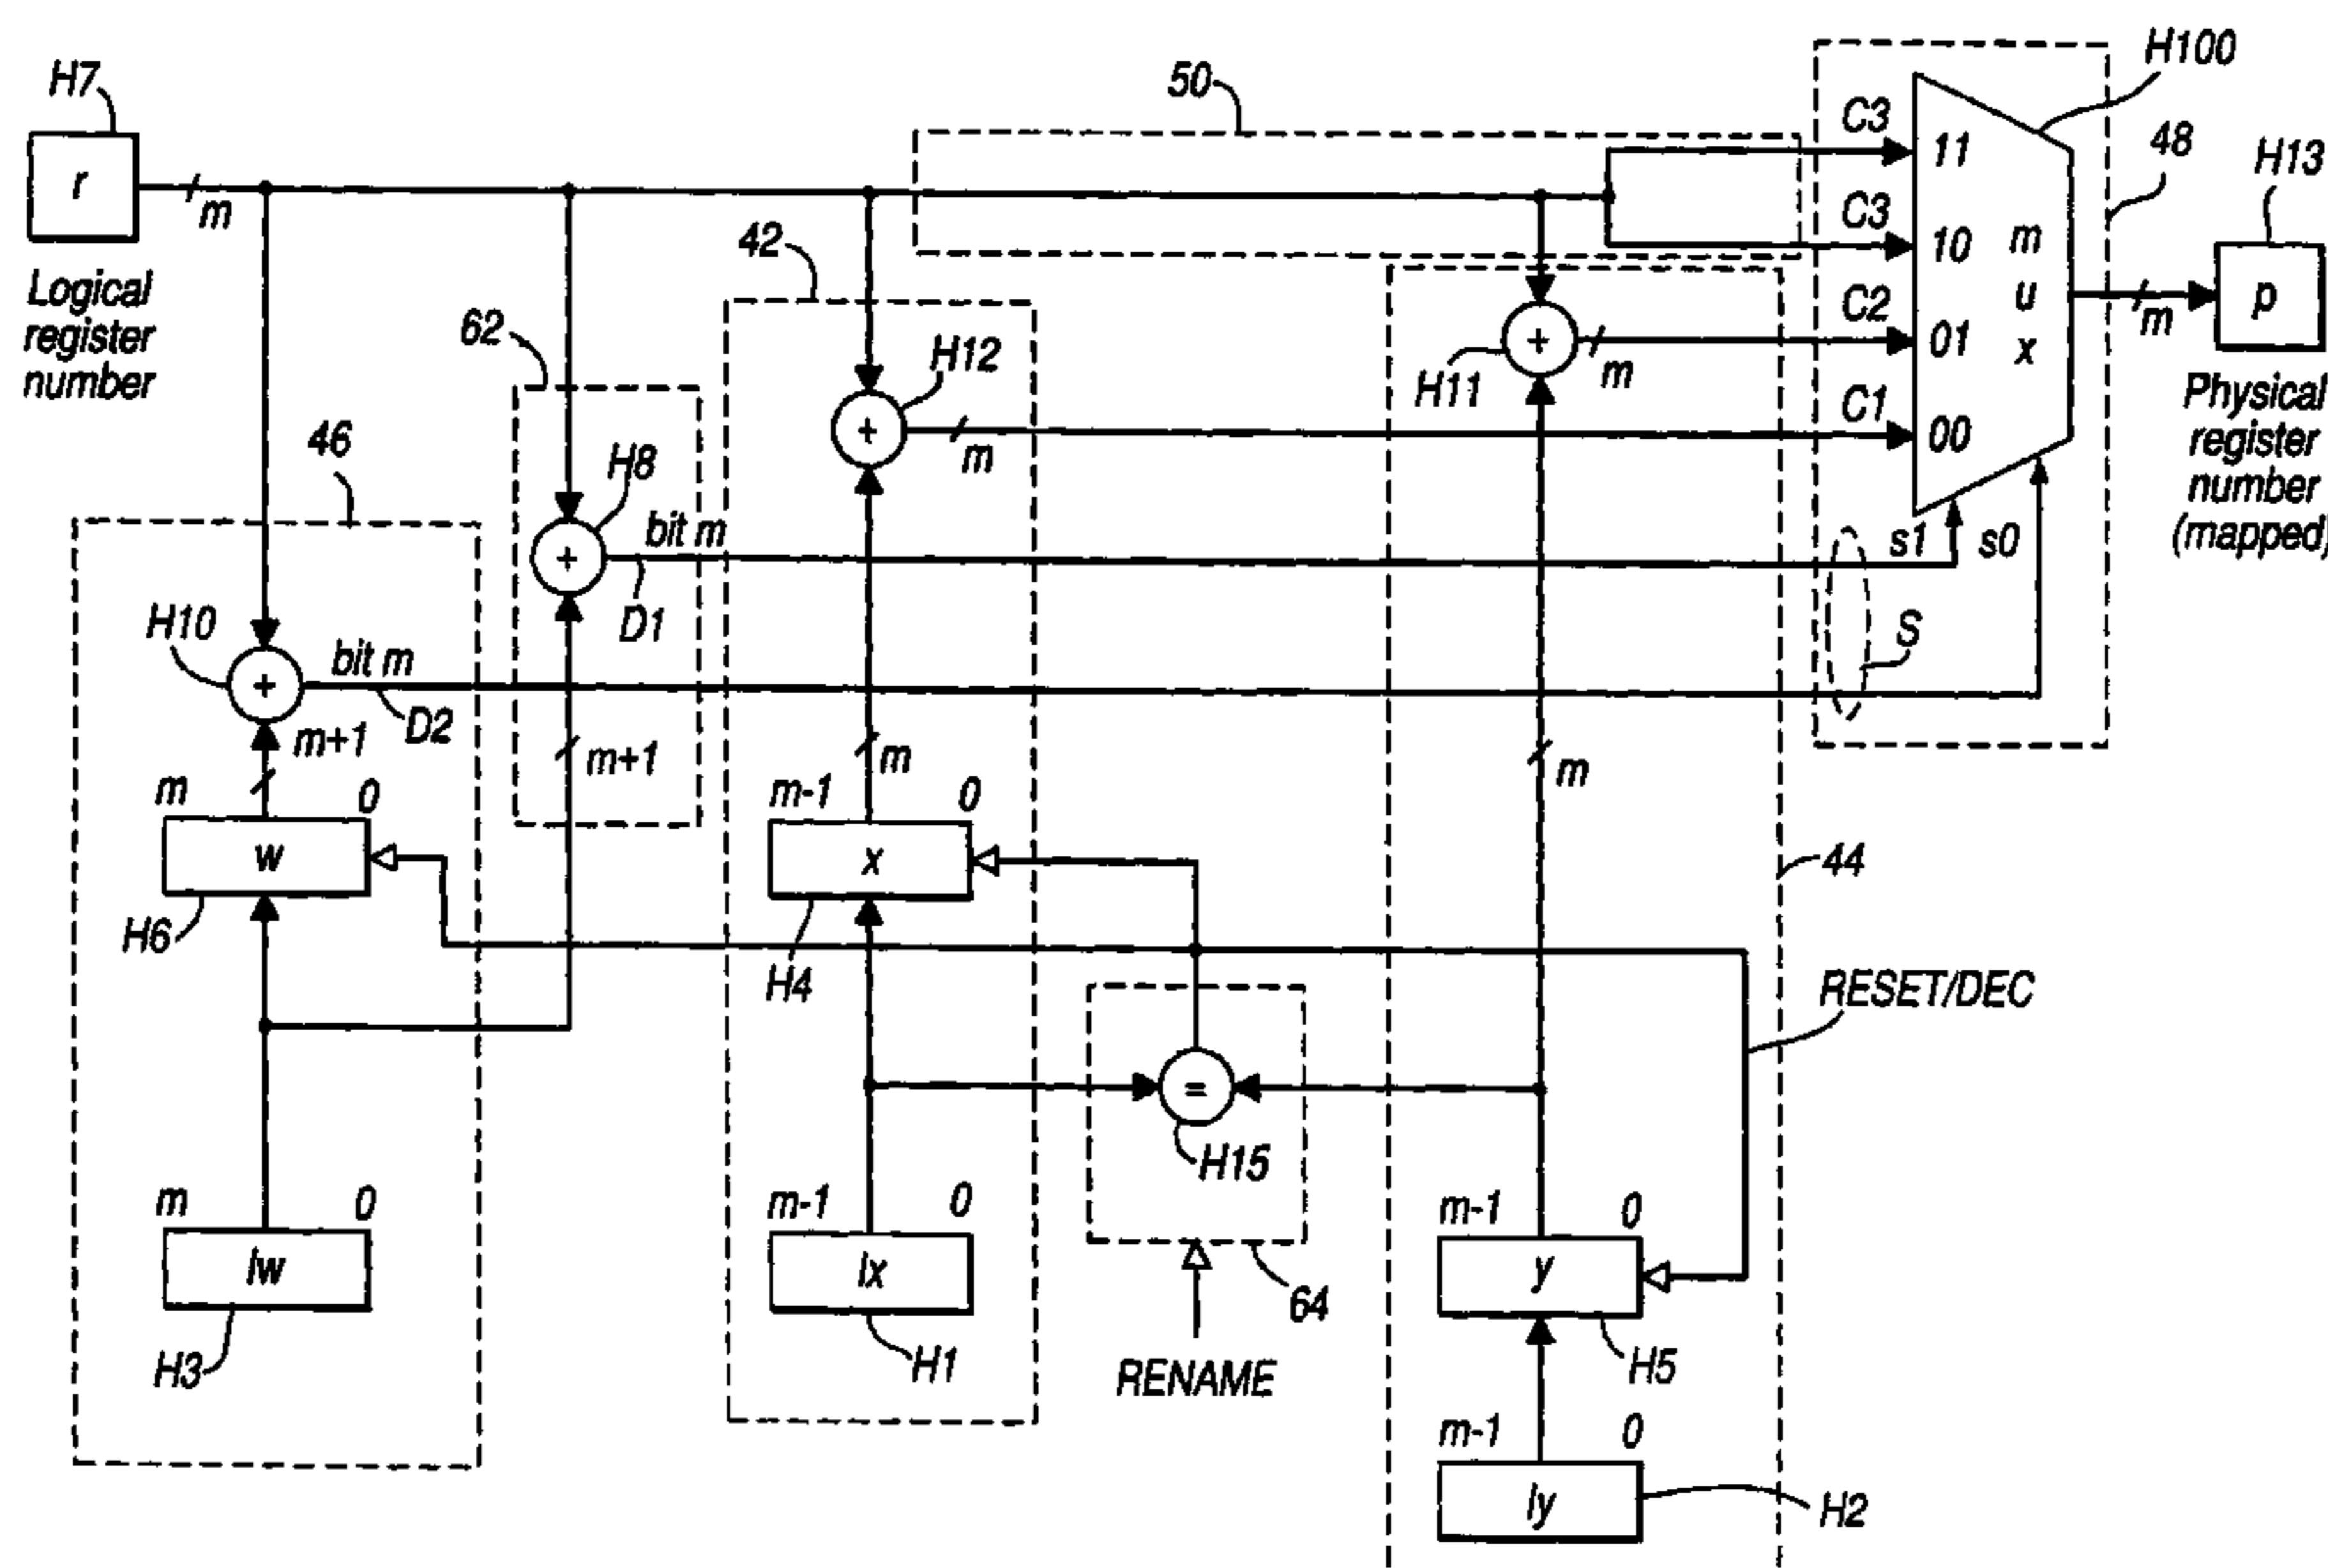 H7
r
m
Logical
register
number
50
C3
11
C3
10
C2
01
C1
00
m
u
x
H100
48
H13
p
m
Physical
register
number
(mapped)
42
62
H12
+
m
H11
+
m
46
H8
+
bit m
D1
s1
s0
S
H10
+
bit m
D2
m+1
m+1
m
m
m
0
w
H6
m-1
0
x
H4
44
RESET/DEC
=
H15
64
RENAME
m
0
lw
H3
m-1
0
lx
H1
m-1
0
y
H5
m-1
0
ly
H2